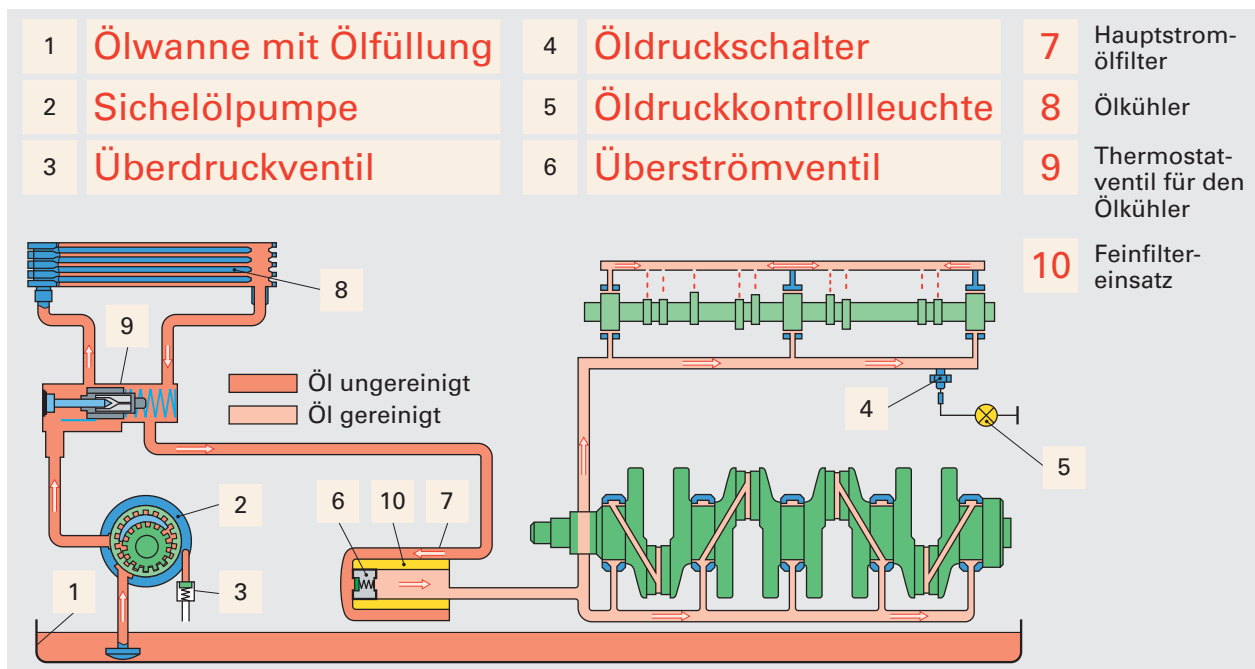 1 Ölwanne mit Ölfüllung
2 Sichelölpumpe
3 Überdruckventil
4 Öldruckschalter
5 Öldruckkontrollleuchte
6 Überströmventil
7 Hauptstrom-
ölfilter
8 Ölkühler
9 Thermostat-
ventil für den
Ölkühler
10 Feinfilter-
einsatz
8
9
Öl ungereinigt
Öl gereinigt
4
5
2
6 10 7
1
3